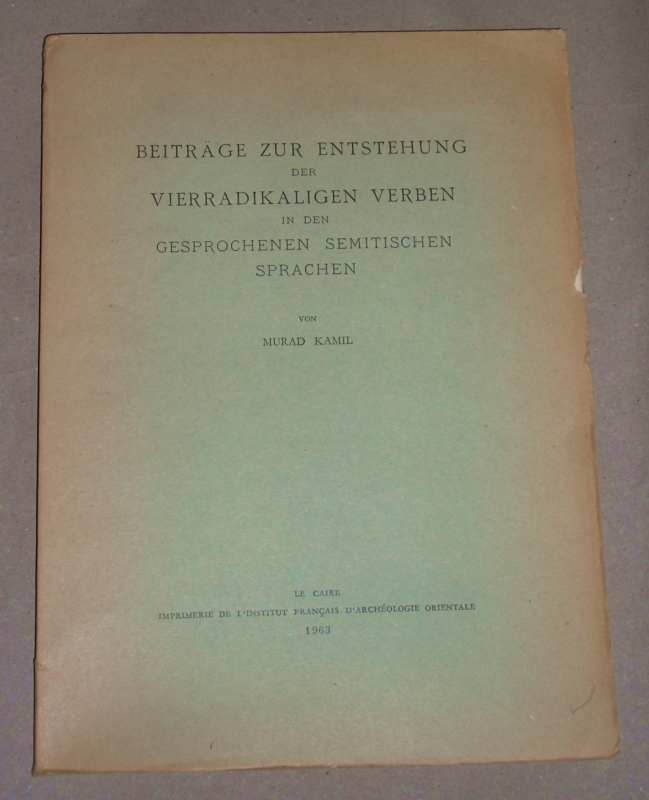 BEITRÄGE ZUR ENTSTEHUNG
DER
VIERRADIKALIGEN VERBEN
IN DEN
GESPROCHENEN SEMITISCHEN
SPRACHEN
VON
MURAD KAMIL
LE CAIRE
IMPRIMERIE DE L'INSTITUT FRANÇAIS D'ARCHÉOLOGIE ORIENTALE
1963